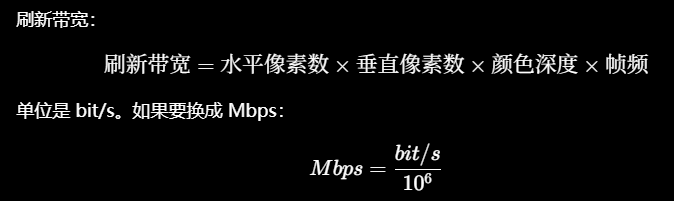 刷新带宽：
刷新带宽 = 水平像素数 × 垂直像素数 × 颜色深度 × 帧频
单位是 bit/s。如果要换成 Mbps：
Mbps = bit/s / 10⁶